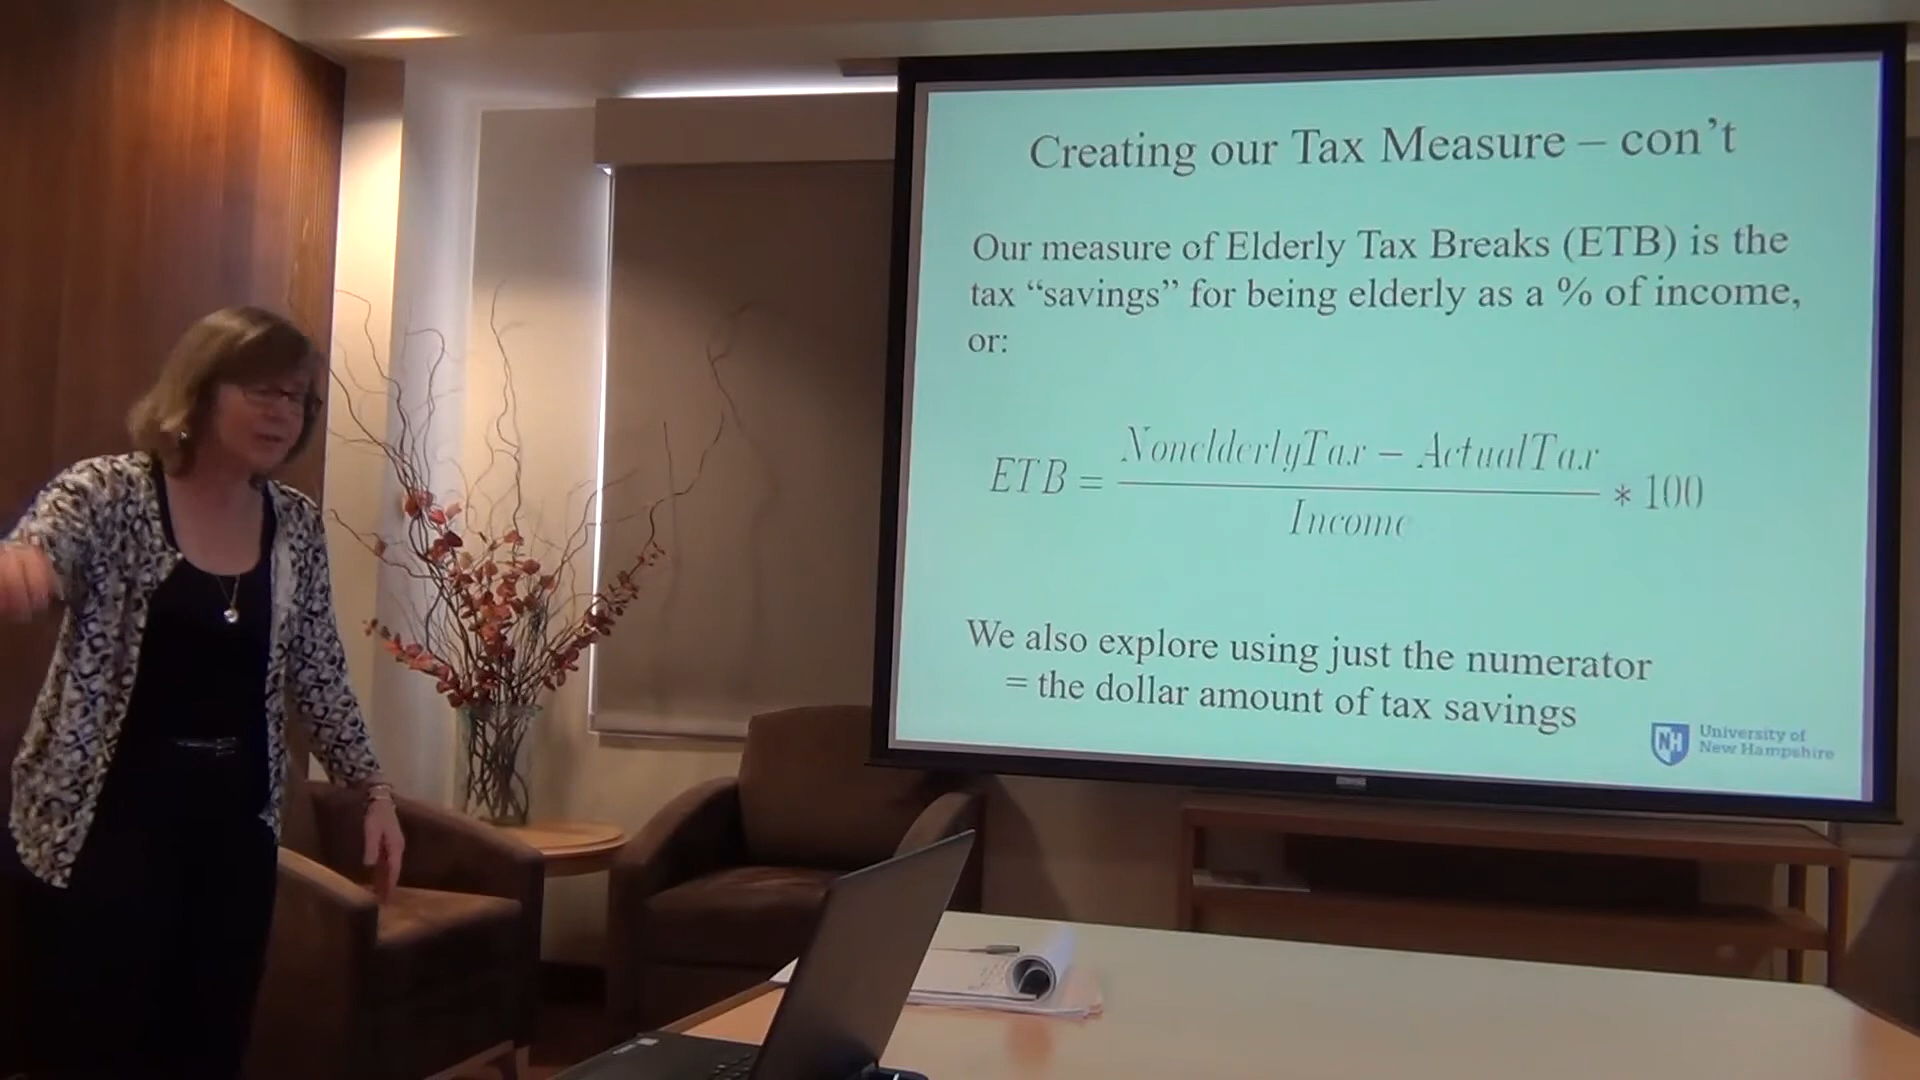 Creating our Tax Measure – con’t
Our measure of Elderly Tax Breaks (ETB) is the
tax “savings” for being elderly as a % of income,
or:
ETB = NonelderlyTax – ActualTax * 100
Income
We also explore using just the numerator
= the dollar amount of tax savings
NH
University of
New Hampshire